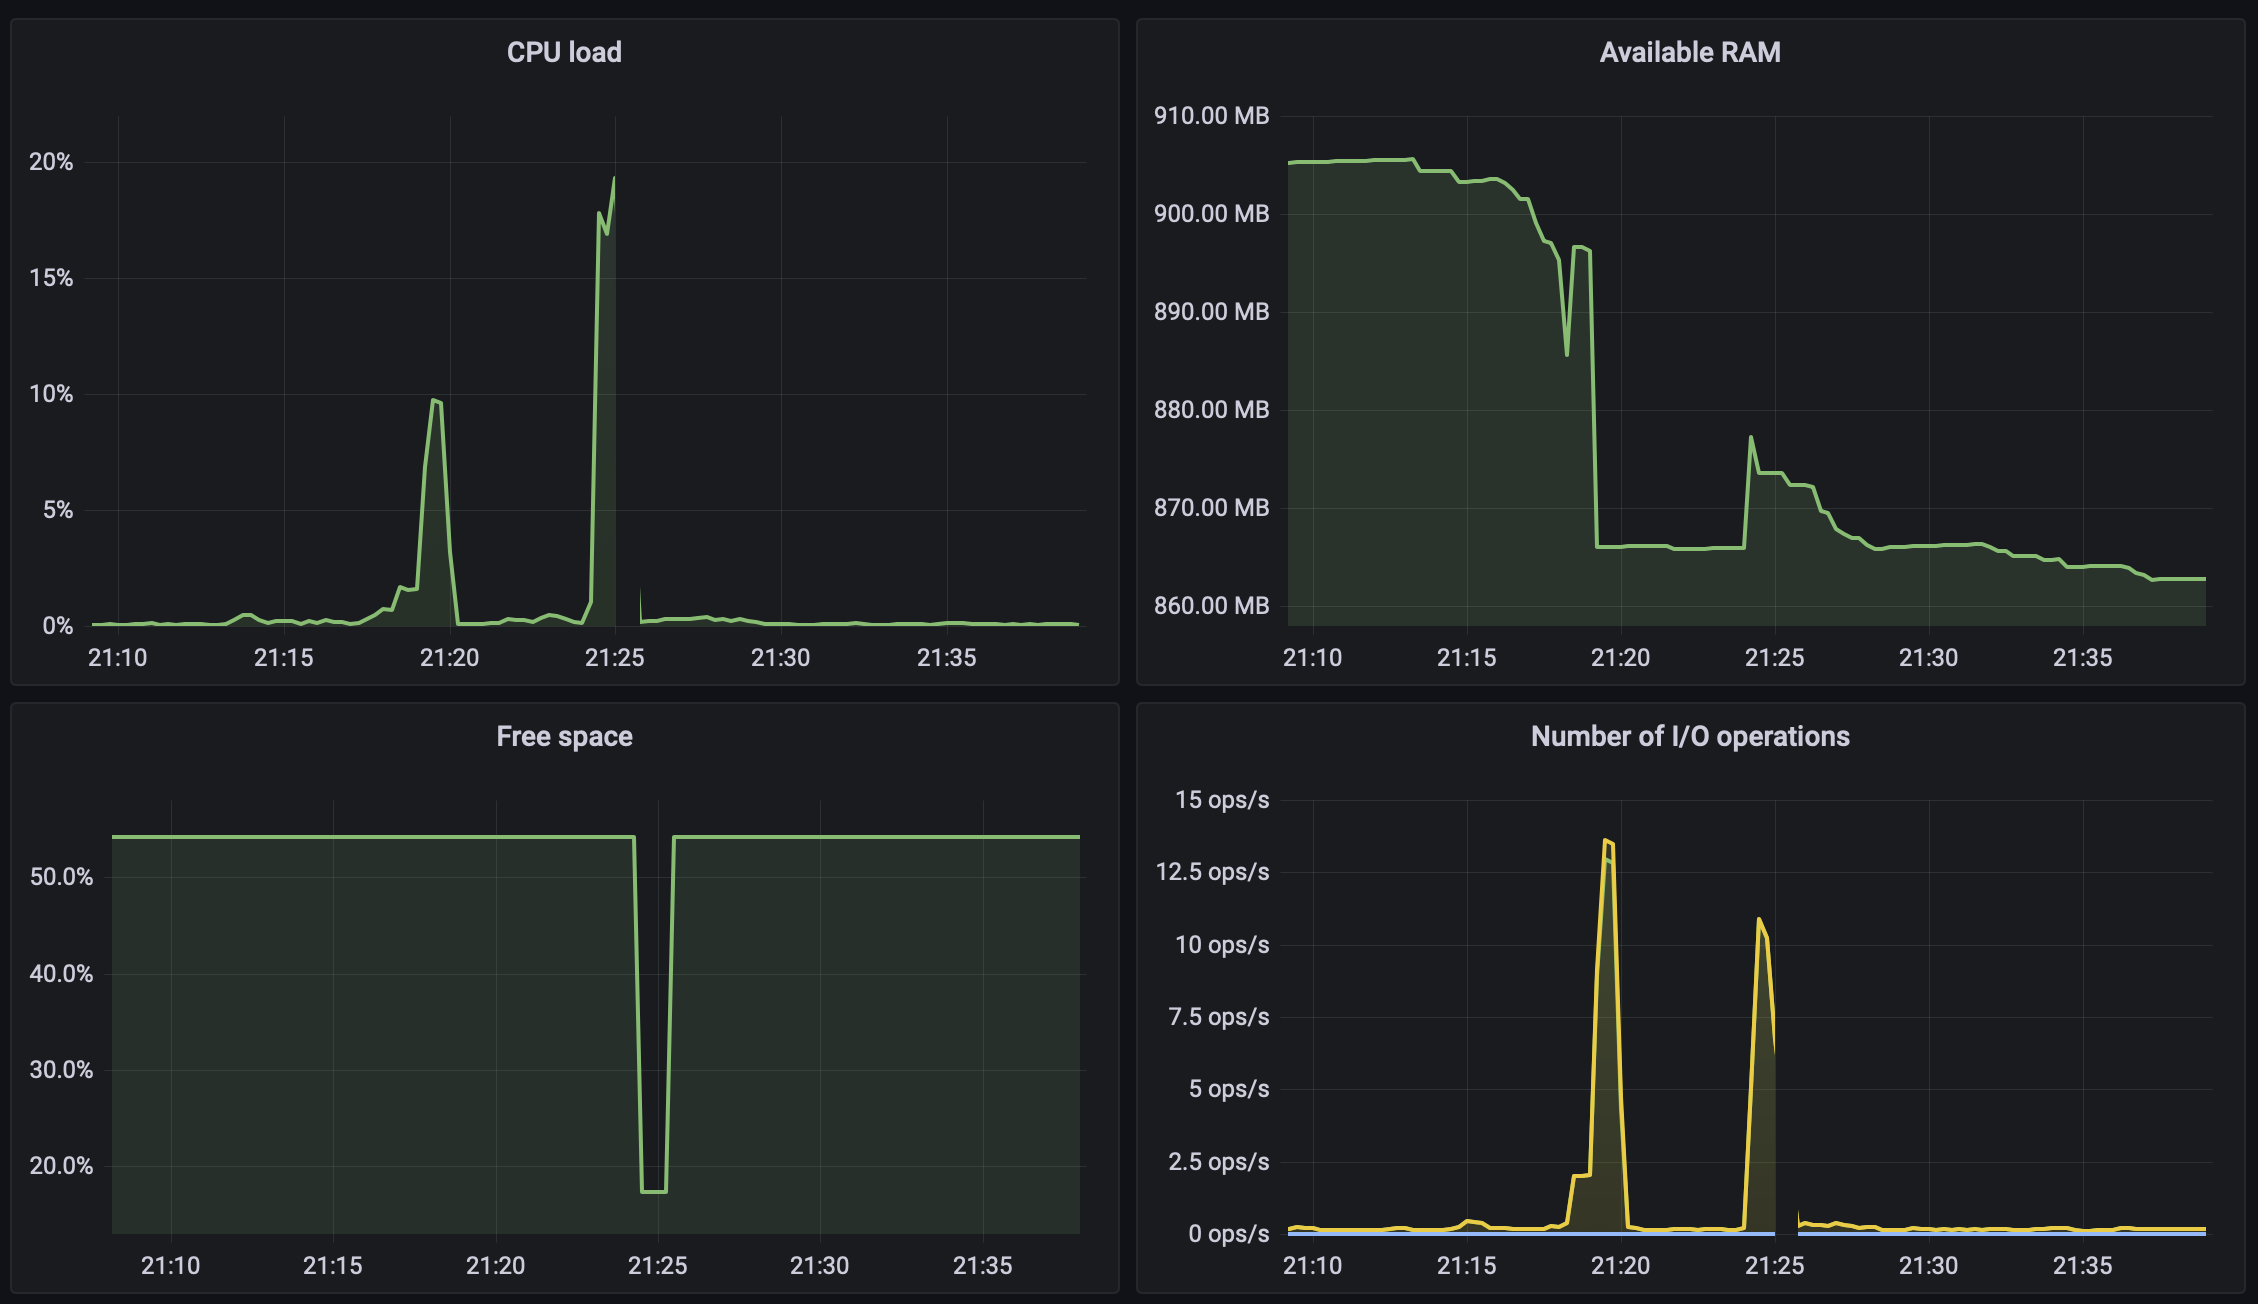 CPU load
20%
15%
10%
5%
0%
21:10 21:15 21:20 21:25 21:30 21:35
Available RAM
910.00 MB
900.00 MB
890.00 MB
880.00 MB
870.00 MB
860.00 MB
21:10 21:15 21:20 21:25 21:30 21:35
Free space
50.0%
40.0%
30.0%
20.0%
21:10 21:15 21:20 21:25 21:30 21:35
Number of I/O operations
15 ops/s
12.5 ops/s
10 ops/s
7.5 ops/s
5 ops/s
2.5 ops/s
0 ops/s
21:10 21:15 21:20 21:25 21:30 21:35